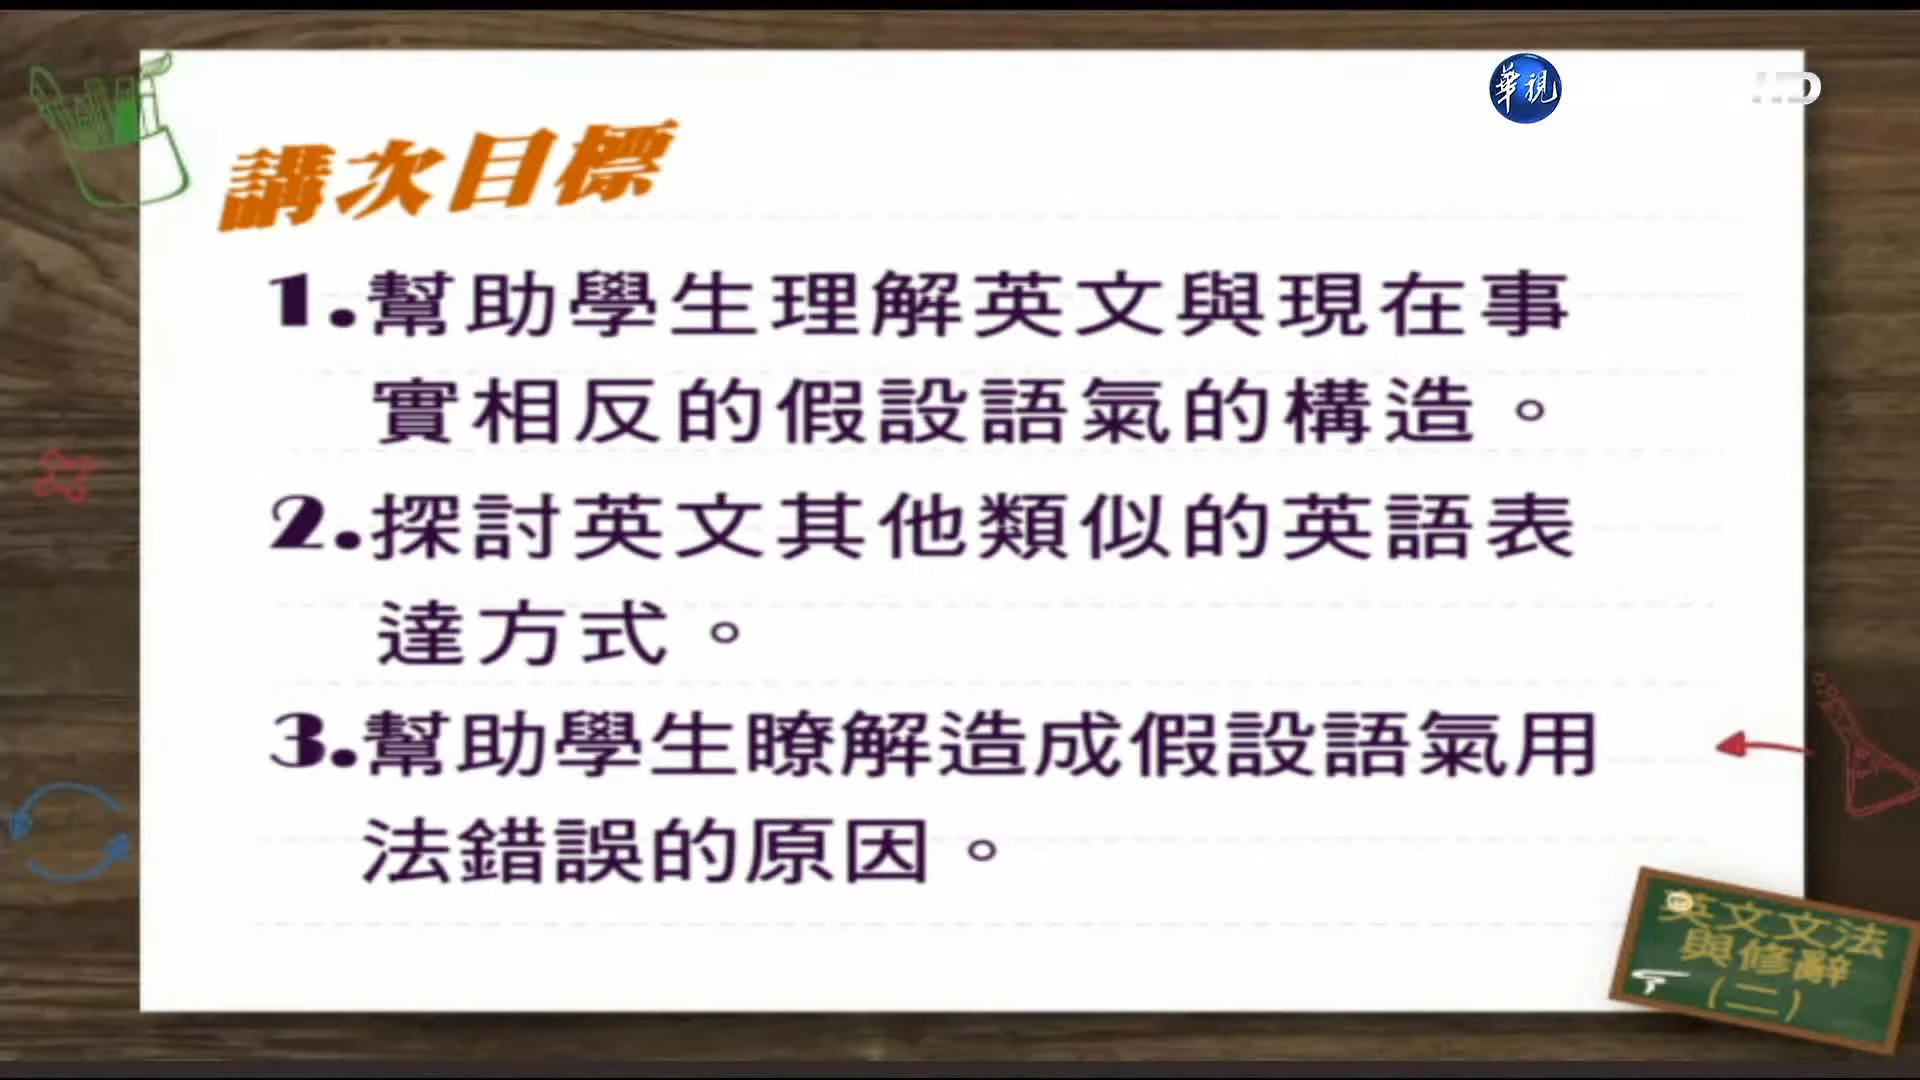 華視
HD
講次目標
1.幫助學生理解英文與現在事
實相反的假設語氣的構造。
2.探討英文其他類似的英語表
達方式。
3.幫助學生瞭解造成假設語氣用
法錯誤的原因。
英文文法
與修辭
(二)